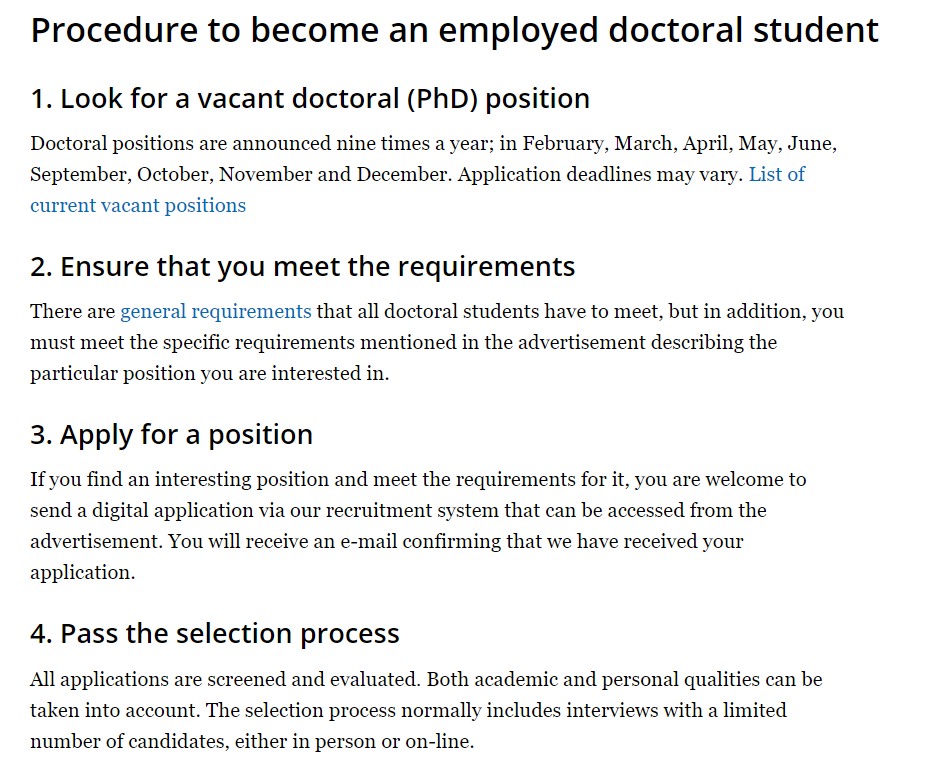 Procedure to become an employed doctoral student
1. Look for a vacant doctoral (PhD) position
Doctoral positions are announced nine times a year; in February, March, April, May, June,
September, October, November and December. Application deadlines may vary. List of
current vacant positions
2. Ensure that you meet the requirements
There are general requirements that all doctoral students have to meet, but in addition, you
must meet the specific requirements mentioned in the advertisement describing the
particular position you are interested in.
3. Apply for a position
If you find an interesting position and meet the requirements for it, you are welcome to
send a digital application via our recruitment system that can be accessed from the
advertisement. You will receive an e-mail confirming that we have received your
application.
4. Pass the selection process
All applications are screened and evaluated. Both academic and personal qualities can be
taken into account. The selection process normally includes interviews with a limited
number of candidates, either in person or on-line.